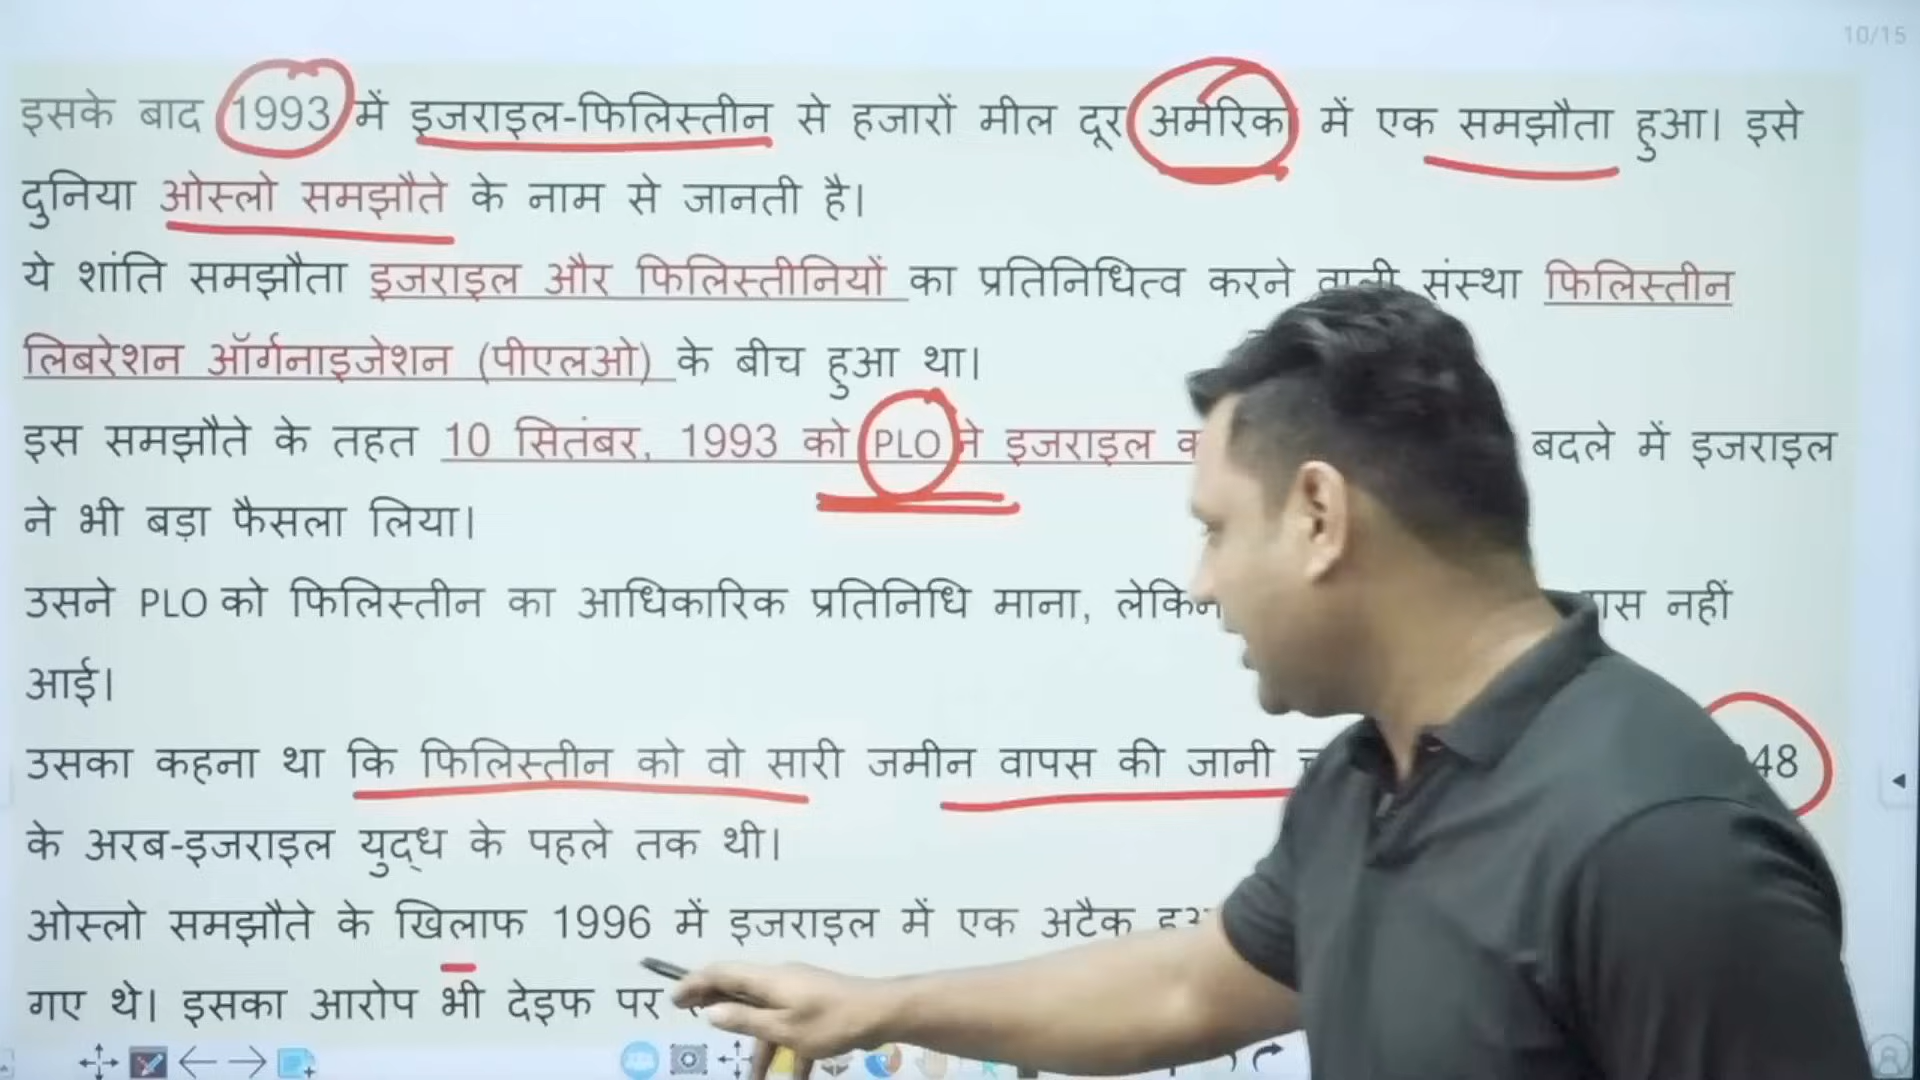 10/15
इसके बाद 1993 में इजराइल-फिलिस्तीन से हजारों मील दूर अमेरिका में एक समझौता हुआ। इसे
दुनिया ओस्लो समझौते के नाम से जानती है।
ये शांति समझौता इजराइल और फिलिस्तीनियों का प्रतिनिधित्व करने वाली संस्था फिलिस्तीन
लिबरेशन ऑर्गनाइजेशन (पीएलओ) के बीच हुआ था।
इस समझौते के तहत 10 सितंबर, 1993 को PLO ने इजराइल बदले में इजराइल
ने भी बड़ा फैसला लिया।
उसने PLO को फिलिस्तीन का आधिकारिक प्रतिनिधि माना, लेकिन नहीं
आई।
उसका कहना था कि फिलिस्तीन को वो सारी जमीन वापस की जानी 48
के अरब-इजराइल युद्ध के पहले तक थी।
ओस्लो समझौते के खिलाफ 1996 में इजराइल में एक अटैक
गए थे। इसका आरोप भी देइफ पर